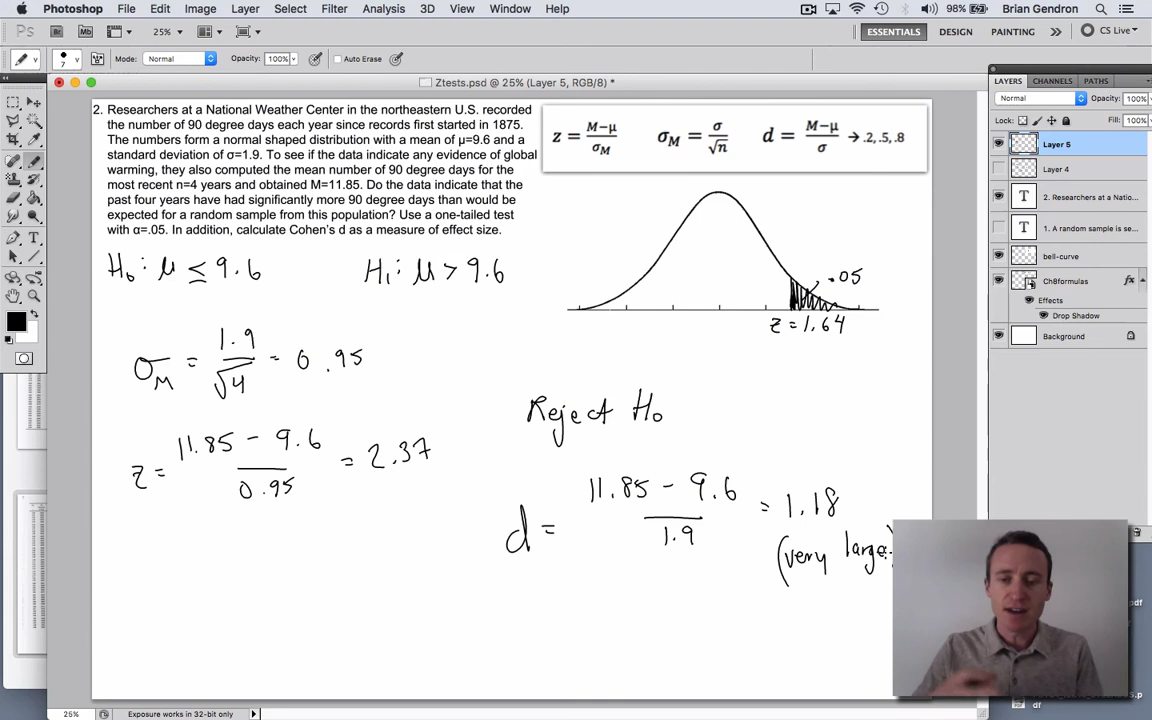 Photoshop File Edit Image Layer Select Filter Analysis 3D View Window Help 98% Brian Gendron
Ps Br Mb 25% ESSENTIALS DESIGN PAINTING CS Live
7 Mode: Normal Opacity: 100% Auto Erase
Ztests.psd @ 25% (Layer 5, RGB/8) *
2. Researchers at a National Weather Center in the northeastern U.S. recorded
the number of 90 degree days each year since records first started in 1875.
The numbers form a normal shaped distribution with a mean of μ=9.6 and a
standard deviation of σ=1.9. To see if the data indicate any evidence of global
warming, they also computed the mean number of 90 degree days for the
most recent n=4 years and obtained M=11.85. Do the data indicate that the
past four years have had significantly more 90 degree days than would be
expected for a random sample from this population? Use a one-tailed test
with α=.05. In addition, calculate Cohen's d as a measure of effect size.
z = M−μ / σM σM = σ / √n d = M−μ / σ → .2, .5, .8
H₀: μ ≤ 9.6 H₁: μ > 9.6
.05
z = 1.64
σM = 1.9 / √4 = 0.95
Reject H₀
z = 11.85 − 9.6 / 0.95 = 2.37
d = 11.85 − 9.6 / 1.9 = 1.18
(very large
LAYERS CHANNELS PATHS
Normal Opacity: 100%
Lock: Fill: 100%
Layer 5
Layer 4
T 2. Researchers at a Natio...
T 1. A random sample is se...
bell-curve
Ch8formulas fx
Effects
Drop Shadow
Background
pdf
df
25% Exposure works in 32-bit only